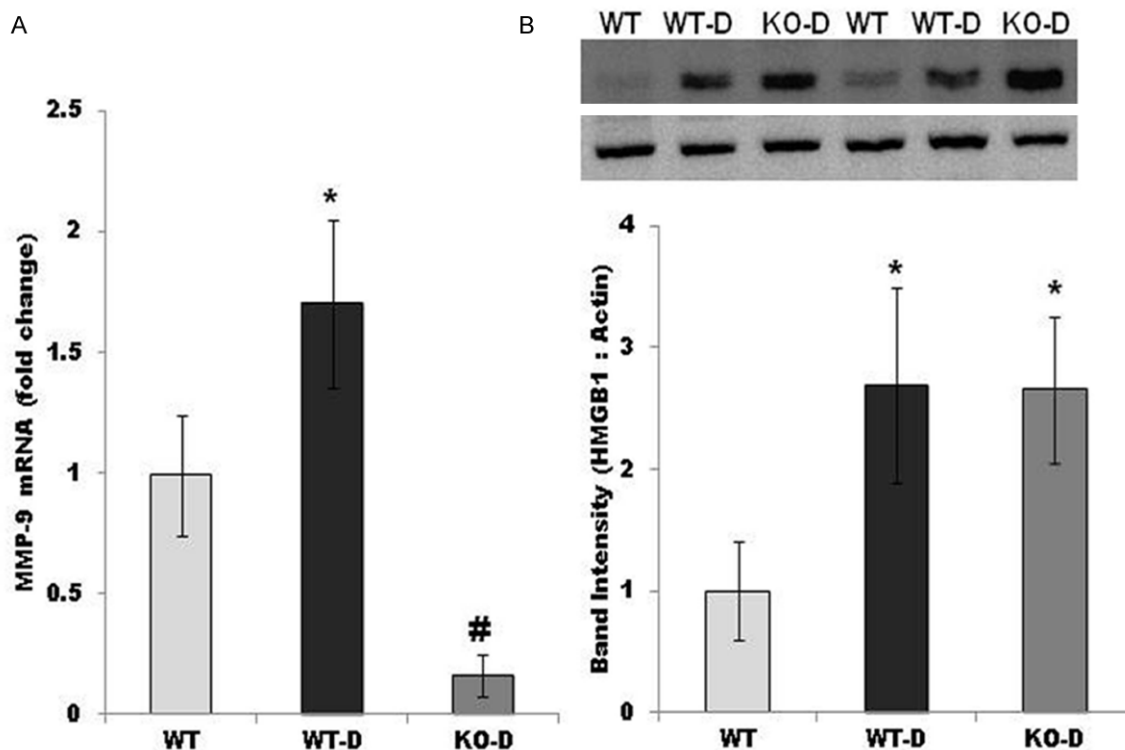 A
MMP-9 mRNA (fold change)
2.5
2
1.5
1
0.5
0
*
#
WT WT-D KO-D
B
WT WT-D KO-D WT WT-D KO-D
Band Intensity (HMGB1 : Actin)
4
3
2
1
0
* *
WT WT-D KO-D